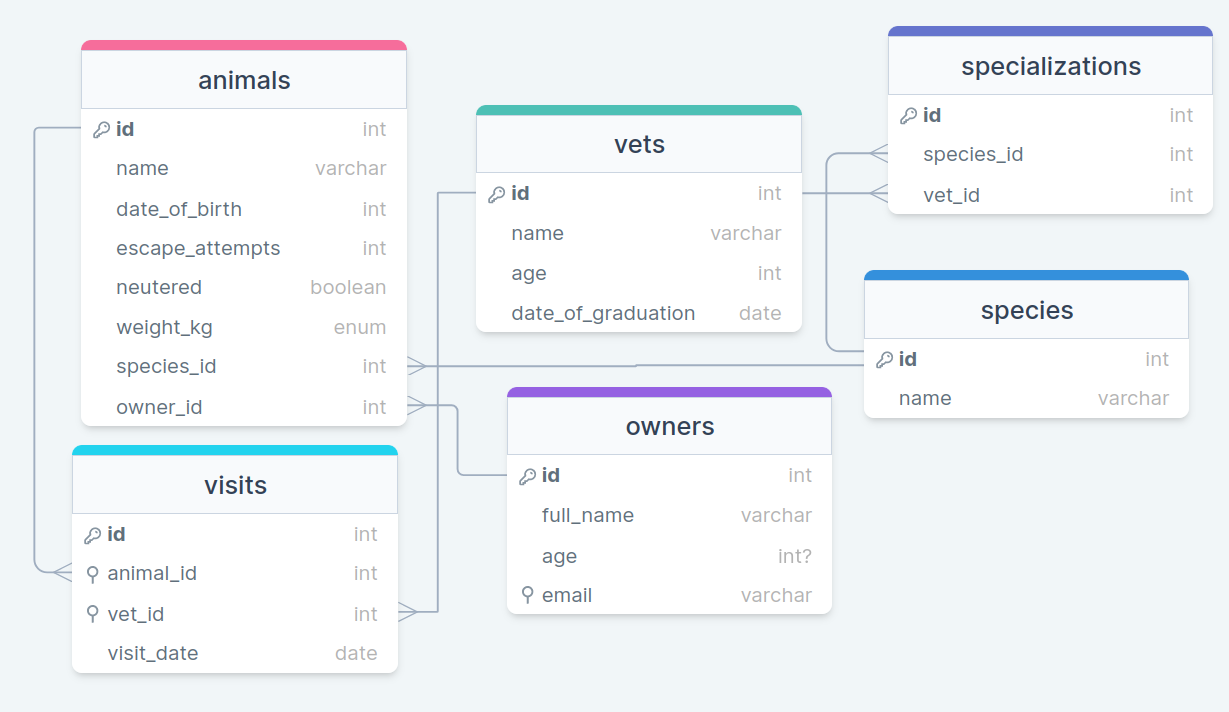 animals
id int
name varchar
date_of_birth int
escape_attempts int
neutered boolean
weight_kg enum
species_id int
owner_id int
visits
id int
animal_id int
vet_id int
visit_date date
vets
id int
name varchar
age int
date_of_graduation date
owners
id int
full_name varchar
age int?
email varchar
specializations
id int
species_id int
vet_id int
species
id int
name varchar